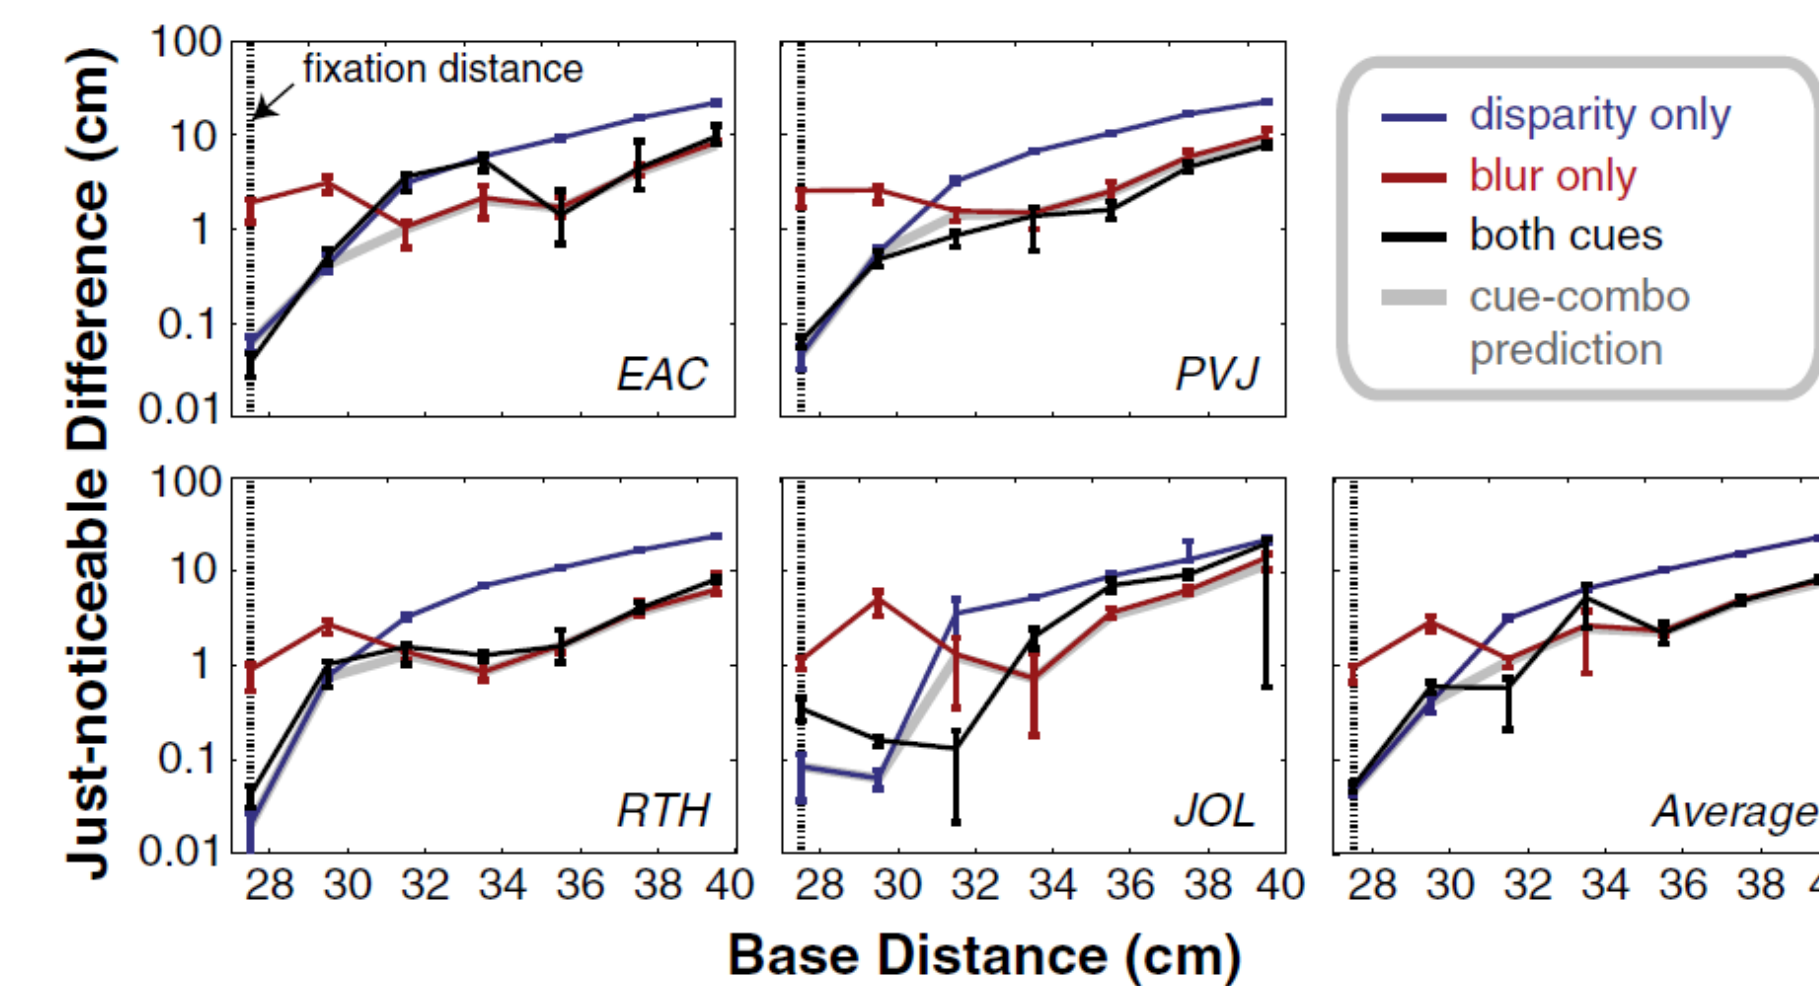 Just-noticeable Difference (cm)
100
10
1
0.1
0.01
fixation distance
EAC
PVJ
disparity only
blur only
both cues
cue-combo
prediction
100
10
1
0.1
0.01
RTH
JOL
Average
28 30 32 34 36 38 40
28 30 32 34 36 38 40
28 30 32 34 36 38
Base Distance (cm)